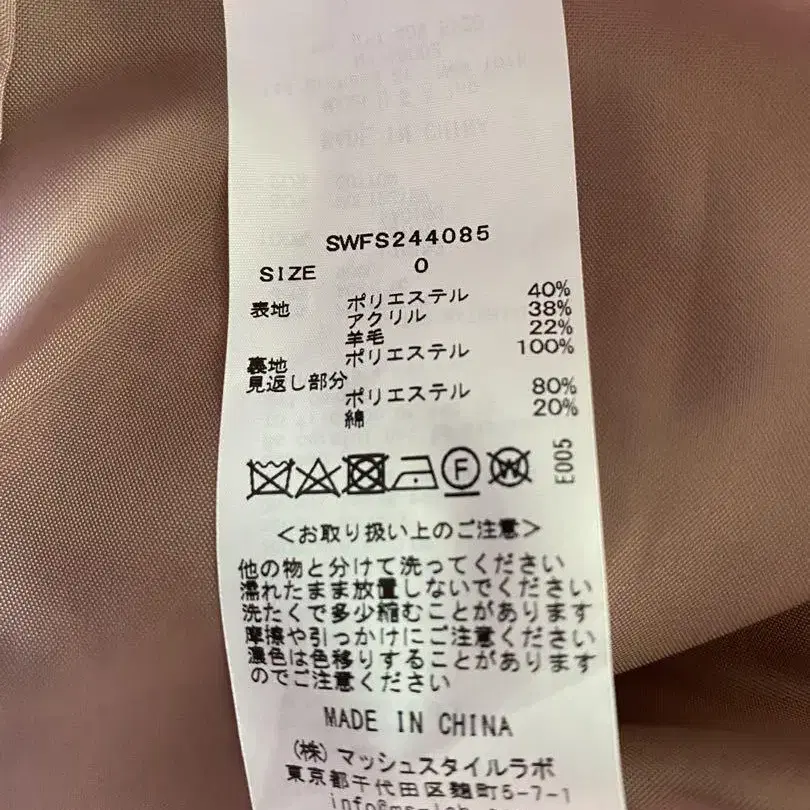 SWFS244085
SIZE 0
表地 ポリエステル 40%
アクリル 38%
羊毛 22%
裏地 ポリエステル 100%
見返し部分
ポリエステル 80%
綿 20%
F W E005
<お取り扱い上のご注意>
他の物と分けて洗ってください
濡れたまま放置しないでください
洗たくで多少縮むことがあります
摩擦や引っかけにご注意ください
濃色は色移りすることがあります
のでご注意ください
MADE IN CHINA
(株) マッシュスタイルラボ
東京都千代田区麹町5-7-1